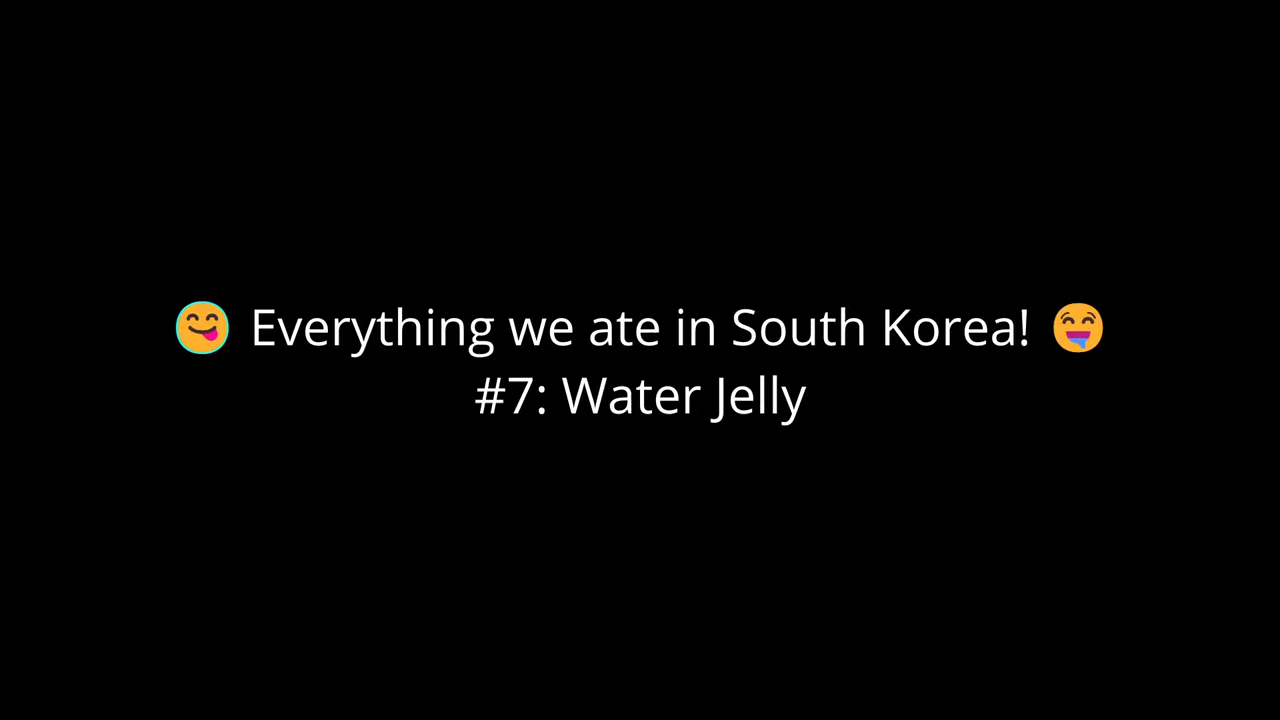 😋 Everything we ate in South Korea! 🤤
#7: Water Jelly